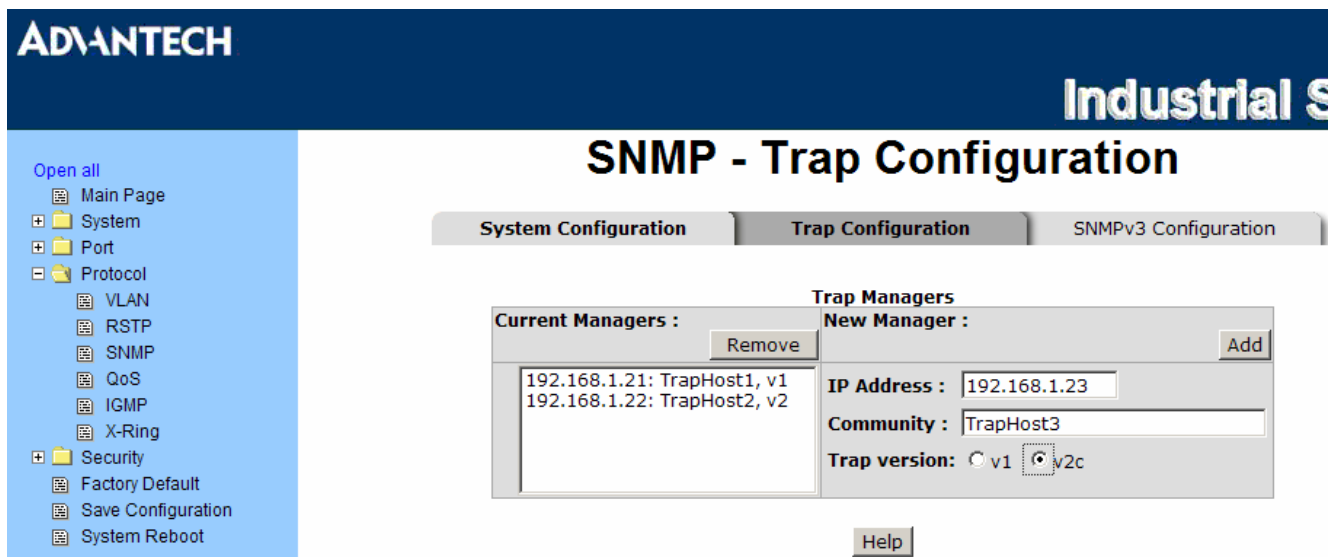 ADVANTECH
Industrial S
SNMP - Trap Configuration
Open all
Main Page
System
Port
Protocol
VLAN
RSTP
SNMP
QoS
IGMP
X-Ring
Security
Factory Default
Save Configuration
System Reboot
System Configuration
Trap Configuration
SNMPv3 Configuration
Trap Managers
Current Managers :
Remove
192.168.1.21: TrapHost1, v1
192.168.1.22: TrapHost2, v2
New Manager :
Add
IP Address : 192.168.1.23
Community : TrapHost3
Trap version: v1 v2c
Help